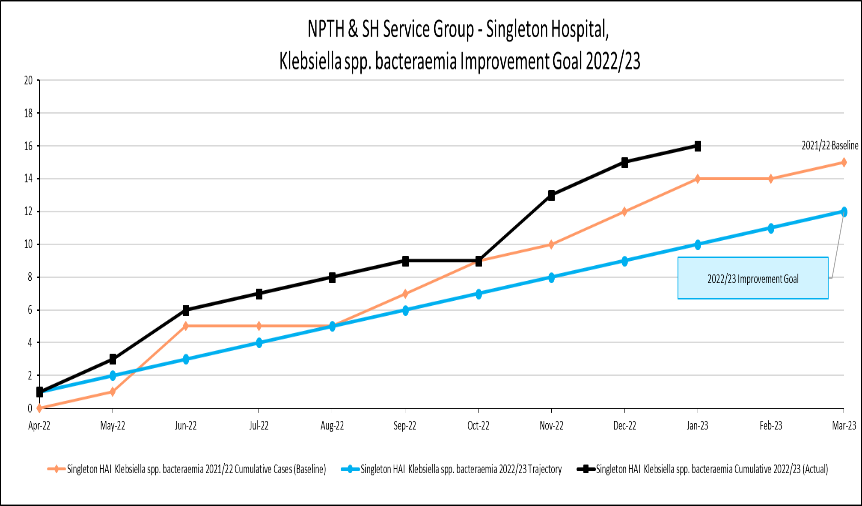 NPTH & SH Service Group - Singleton Hospital,
Klebsiella spp. bacteraemia Improvement Goal 2022/23
20
18
16
14
12
10
8
6
4
2
0
2021/22 Baseline
2022/23 Improvement Goal
Apr-22 May-22 Jun-22 Jul-22 Aug-22 Sep-22 Oct-22 Nov-22 Dec-22 Jan-23 Feb-23 Mar-23
Singleton HAI Klebsiella spp. bacteraemia 2021/22 Cumulative Cases (Baseline) Singleton HAI Klebsiella spp. bacteraemia 2022/23 Trajectory Singleton HAI Klebsiella spp. bacteraemia Cumulative 2022/23 (Actual)